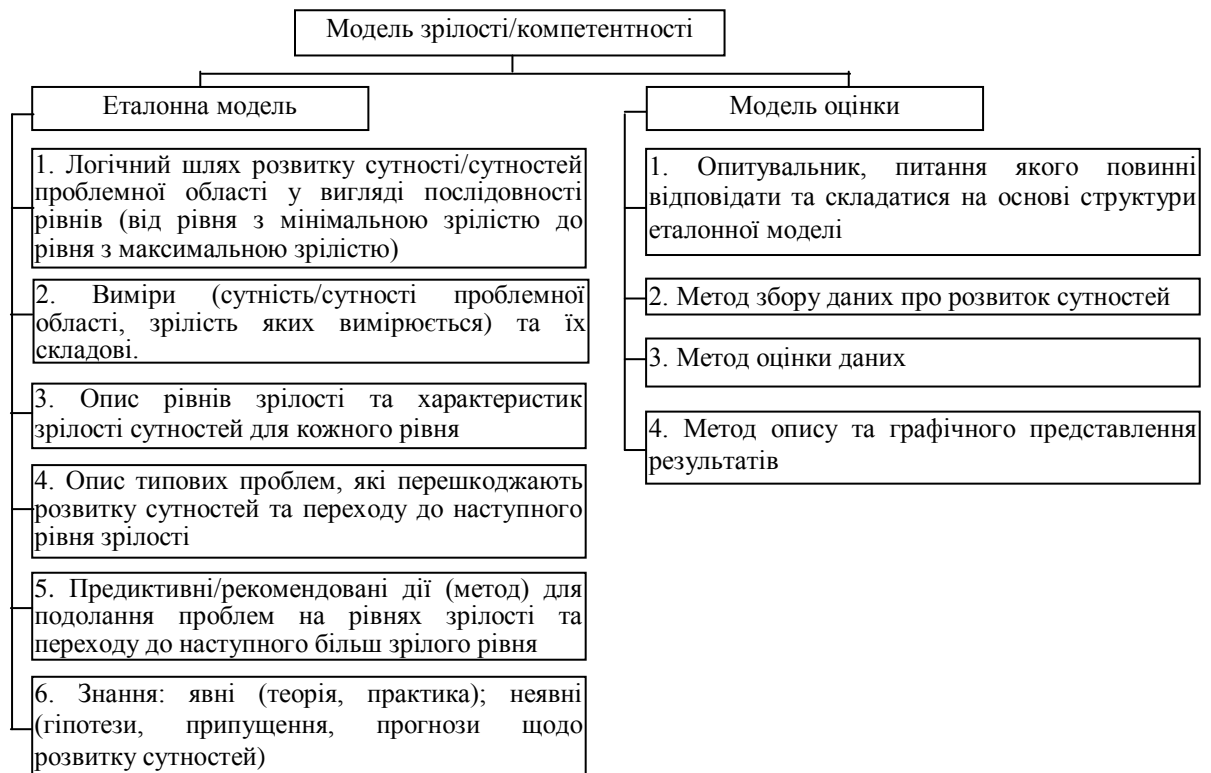 Модель зрілості/компетентності
Еталонна модель
1. Логічний шлях розвитку сутності/сутностей
проблемної області у вигляді послідовності
рівнів (від рівня з мінімальною зрілістю до
рівня з максимальною зрілістю)
2. Виміри (сутність/сутності проблемної
області, зрілість яких вимірюється) та їх
складові.
3. Опис рівнів зрілості та характеристик
зрілості сутностей для кожного рівня
4. Опис типових проблем, які перешкоджають
розвитку сутностей та переходу до наступного
рівня зрілості
5. Предиктивні/рекомендовані дії (метод) для
подолання проблем на рівнях зрілості та
переходу до наступного більш зрілого рівня
6. Знання: явні (теорія, практика); неявні
(гіпотези, припущення, прогнози щодо
розвитку сутностей)
Модель оцінки
1. Опитувальник, питання якого повинні
відповідати та складатися на основі структури
еталонної моделі
2. Метод збору даних про розвиток сутностей
3. Метод оцінки даних
4. Метод опису та графічного представлення
результатів